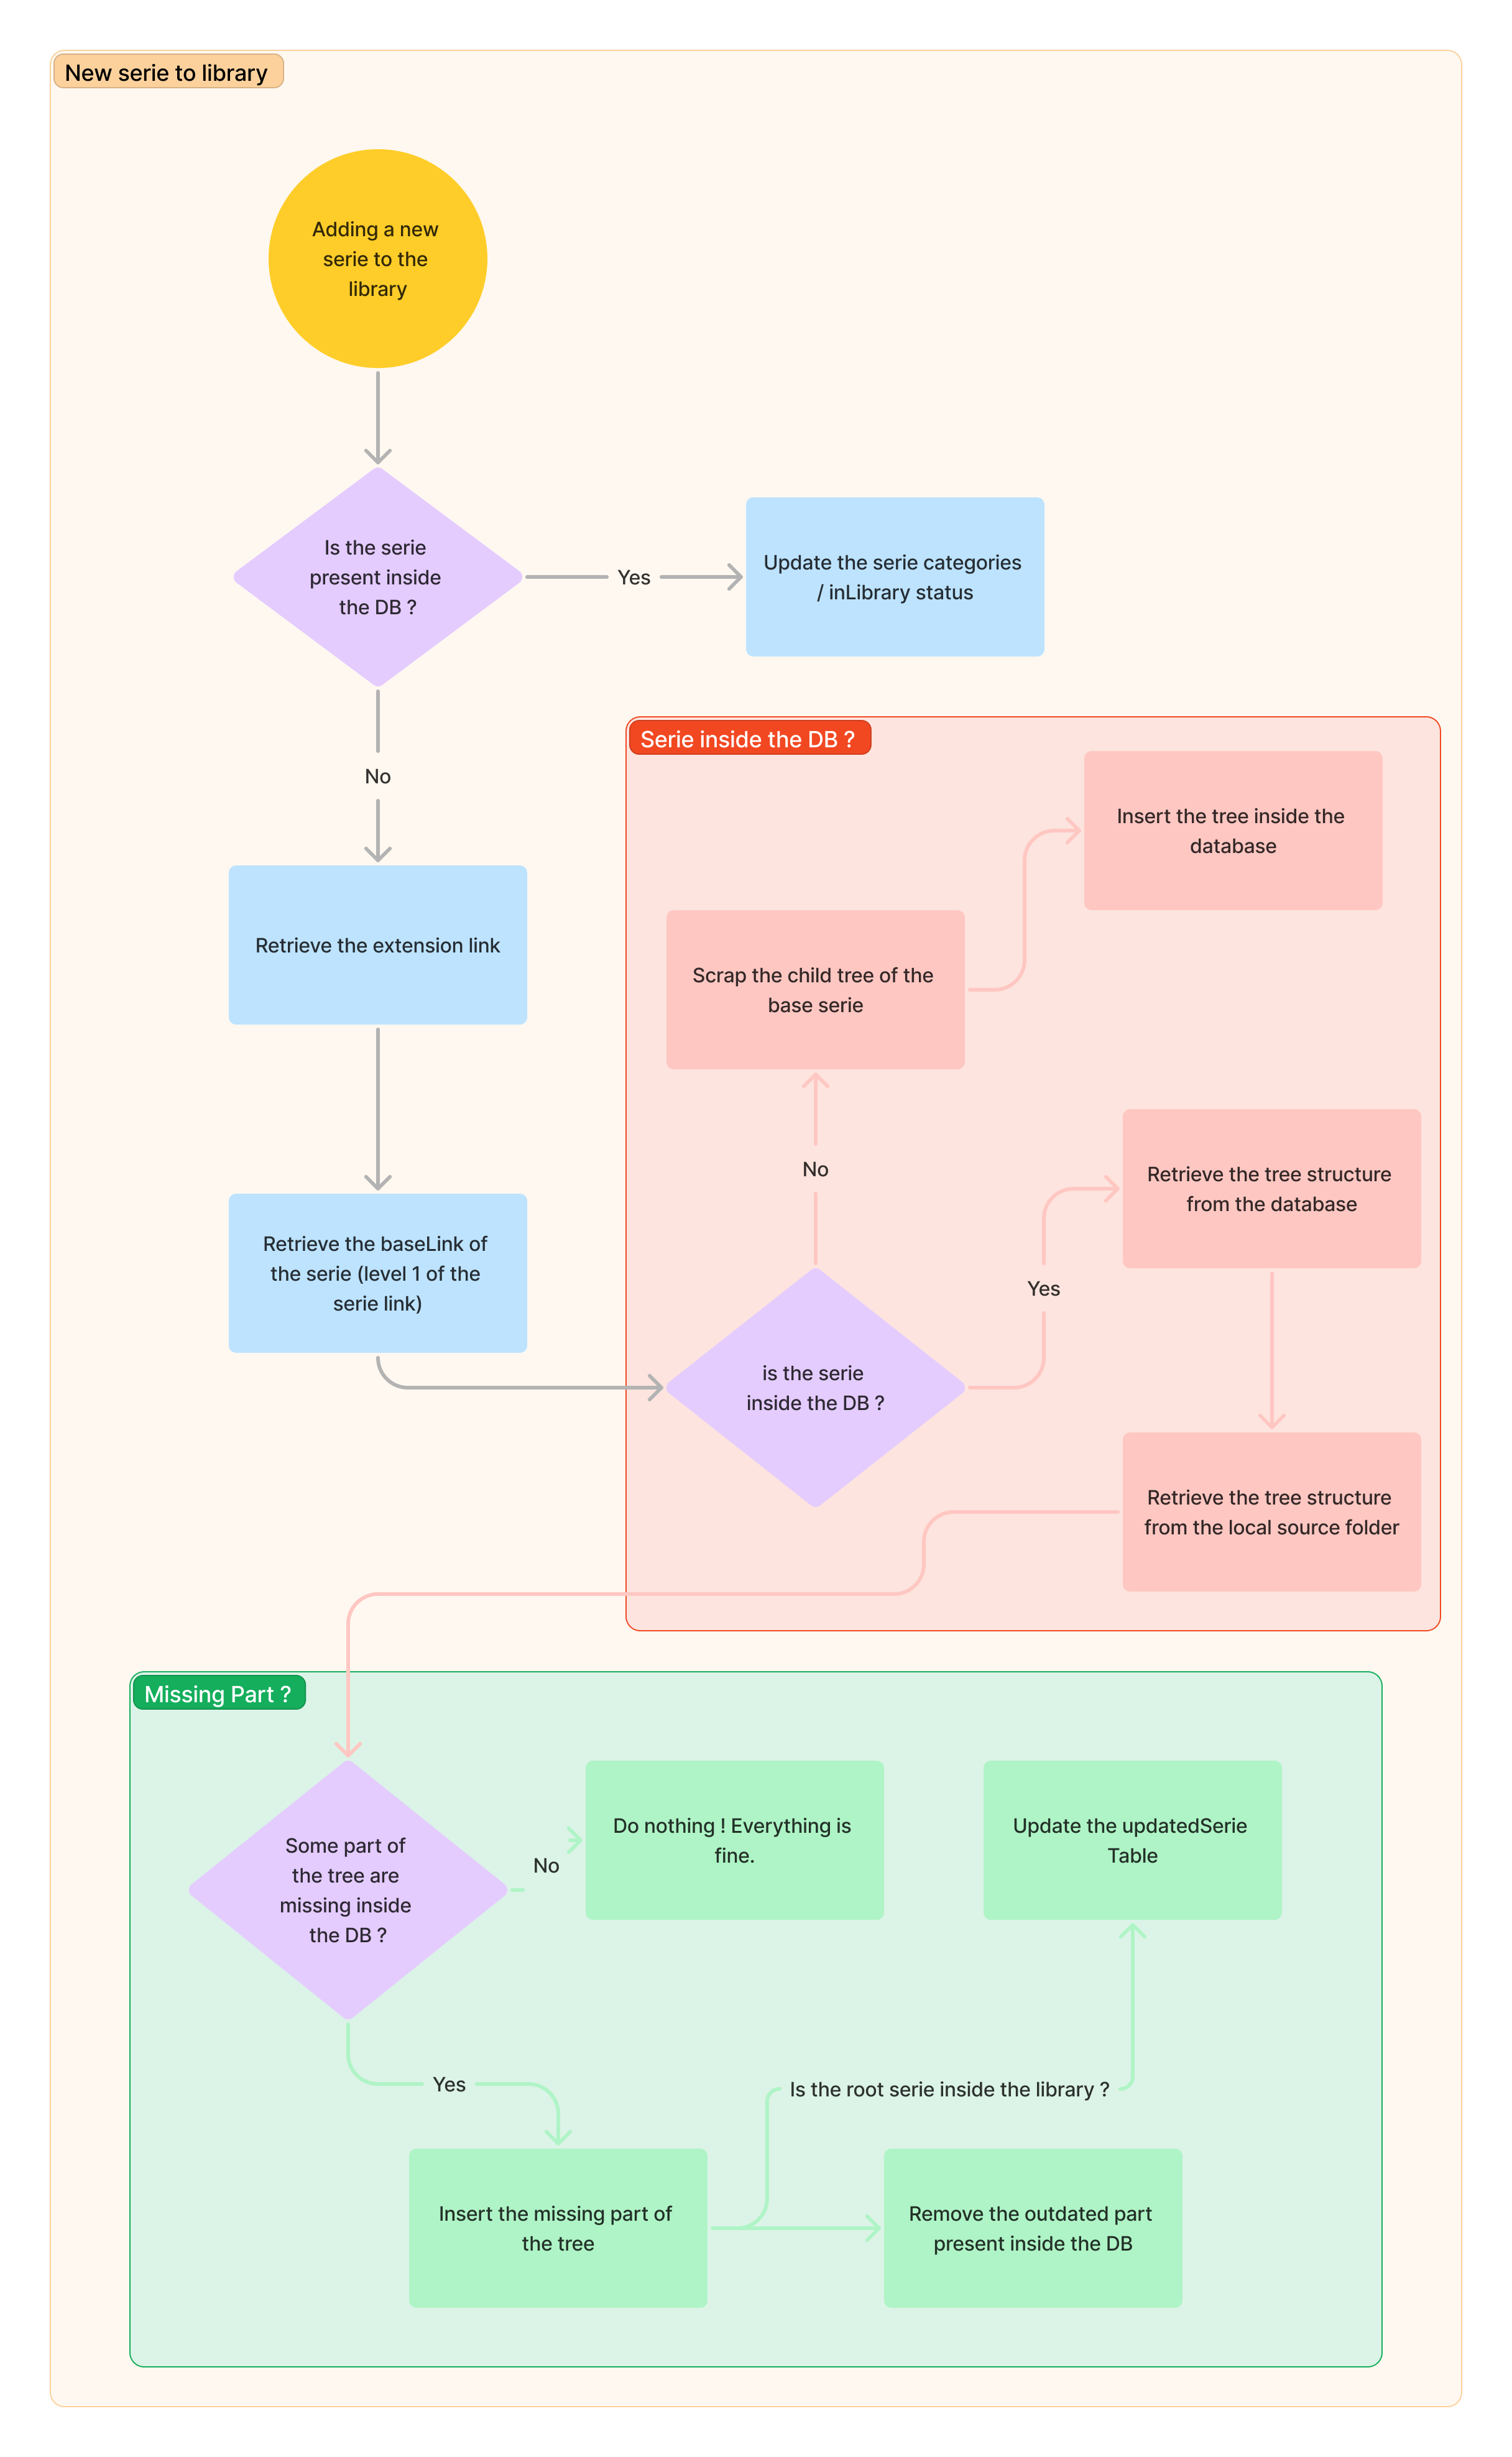 New serie to library
Adding a new
serie to the
library
Is the serie
present inside
the DB ?
Yes
Update the serie categories
/ inLibrary status
No
Retrieve the extension link
Retrieve the baseLink of
the serie (level 1 of the
serie link)
Serie inside the DB ?
Insert the tree inside the
database
Scrap the child tree of the
base serie
No
Retrieve the tree structure
from the database
Yes
is the serie
inside the DB ?
Retrieve the tree structure
from the local source folder
Missing Part ?
Some part of
the tree are
missing inside
the DB ?
No
Do nothing ! Everything is
fine.
Update the updatedSerie
Table
Yes
Is the root serie inside the library ?
Insert the missing part of
the tree
Remove the outdated part
present inside the DB